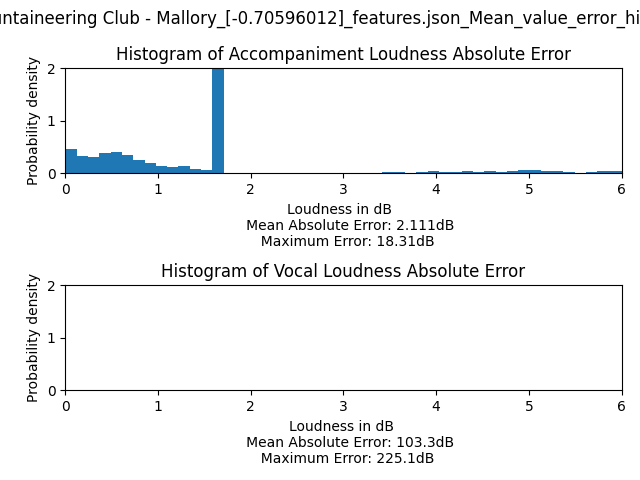 ntaineering Club - Mallory_[-0.70596012]_features.json_Mean_value_error_hi
Histogram of Accompaniment Loudness Absolute Error
Probability density
2
1
0
0 1 2 3 4 5 6
Loudness in dB
Mean Absolute Error: 2.111dB
Maximum Error: 18.31dB
Histogram of Vocal Loudness Absolute Error
Probability density
2
1
0
0 1 2 3 4 5 6
Loudness in dB
Mean Absolute Error: 103.3dB
Maximum Error: 225.1dB